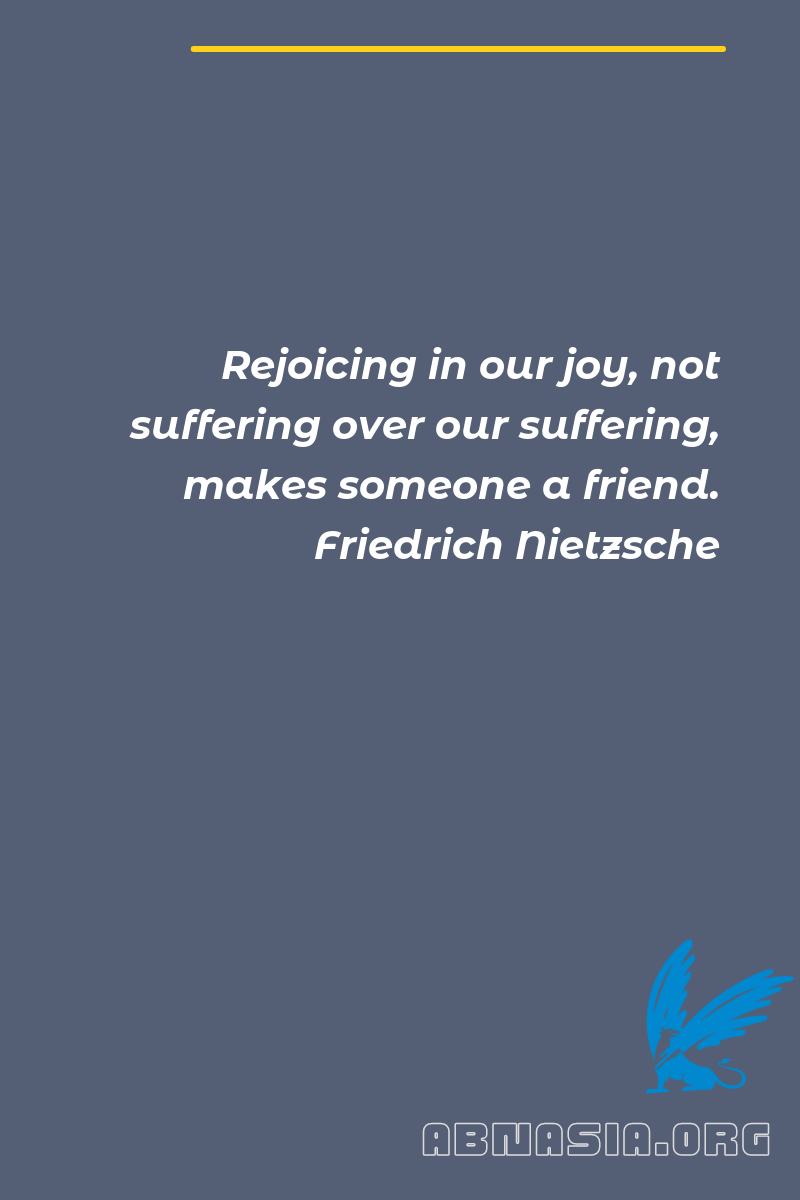 Rejoicing in our joy, not
suffering over our suffering,
makes someone a friend.
Friedrich Nietzsche
ABNASIA.ORG